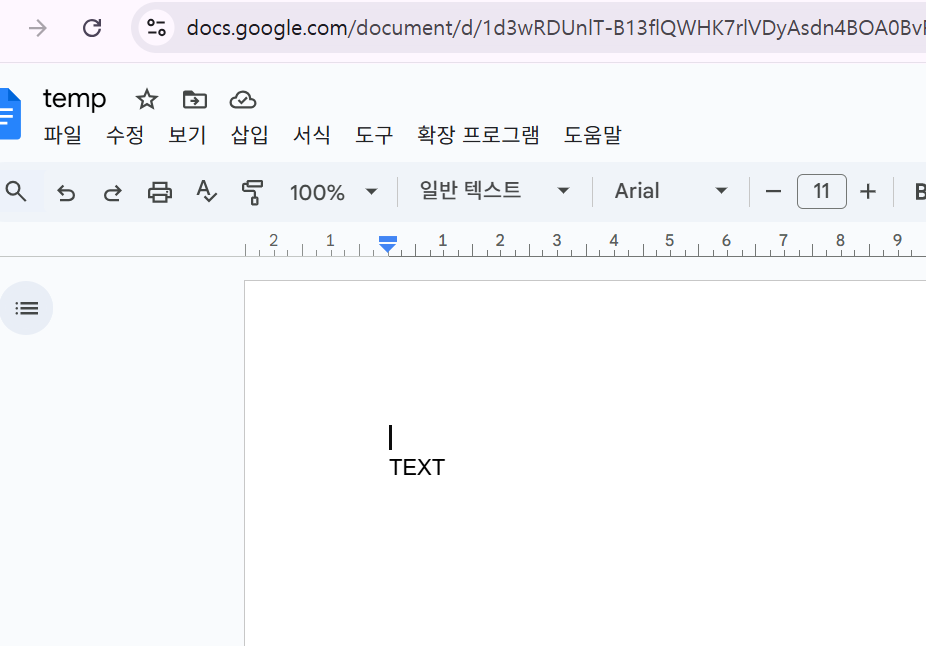 docs.google.com/document/d/1d3wRDUnlT-B13flQWHK7rlVDyAsdn4BOA0Bv
temp
파일 수정 보기 삽입 서식 도구 확장 프로그램 도움말
100% 일반 텍스트 Arial 11 B
2 1 1 2 3 4 5 6 7 8 9
TEXT